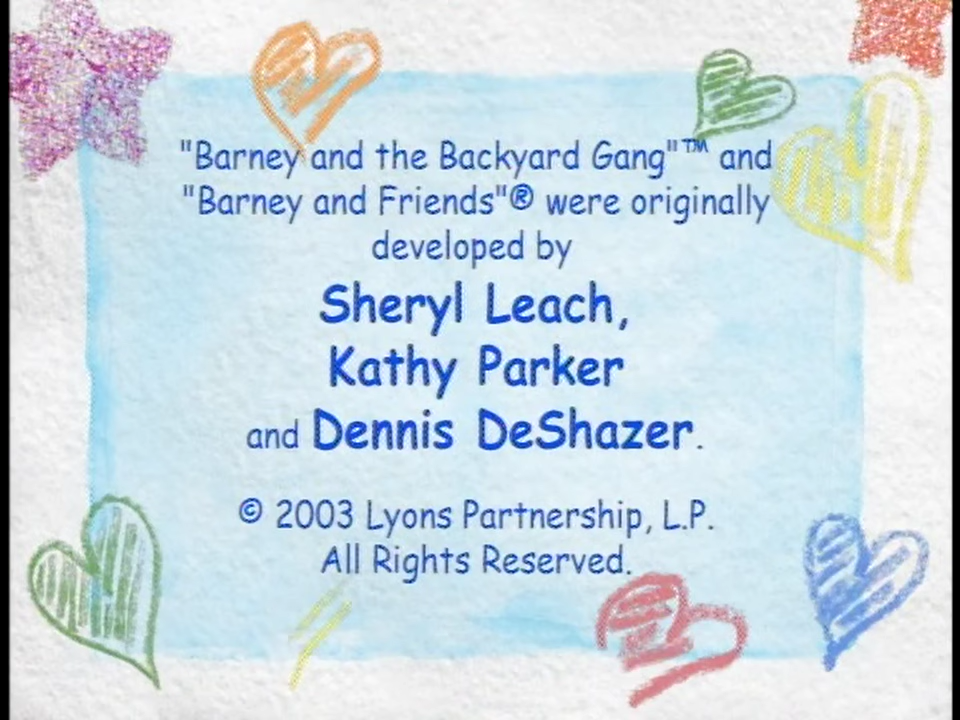 "Barney and the Backyard Gang"™ and
"Barney and Friends"® were originally
developed by
Sheryl Leach,
Kathy Parker
and Dennis DeShazer.
© 2003 Lyons Partnership, L.P.
All Rights Reserved.